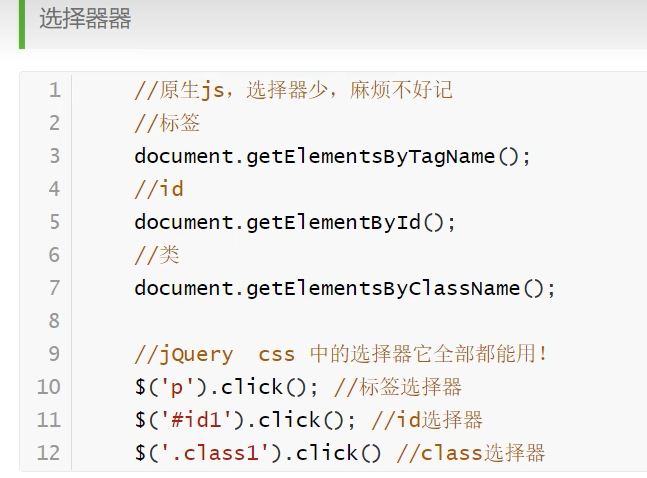 选择器器
1 //原生js，选择器少，麻烦不好记
2 //标签
3 document.getElementsByTagName();
4 //id
5 document.getElementById();
6 //类
7 document.getElementsByClassName();
8
9 //jQuery  css 中的选择器它全部都能用！
10 $('p').click(); //标签选择器
11 $('#id1').click(); //id选择器
12 $('.class1').click() //class选择器